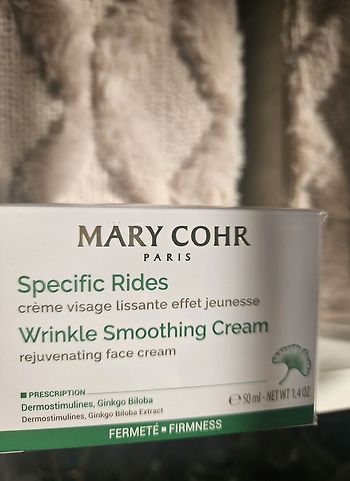 MARY COHR
PARIS
Specific Rides
crème visage lissante effet jeunesse
Wrinkle Smoothing Cream
rejuvenating face cream
PRESCRIPTION
Dermostimulines, Ginkgo Biloba
Dermostimulines, Ginkgo Biloba Extract
℮ 50 ml - NET WT 1.4 OZ
FERMETÉ ▪ FIRMNESS